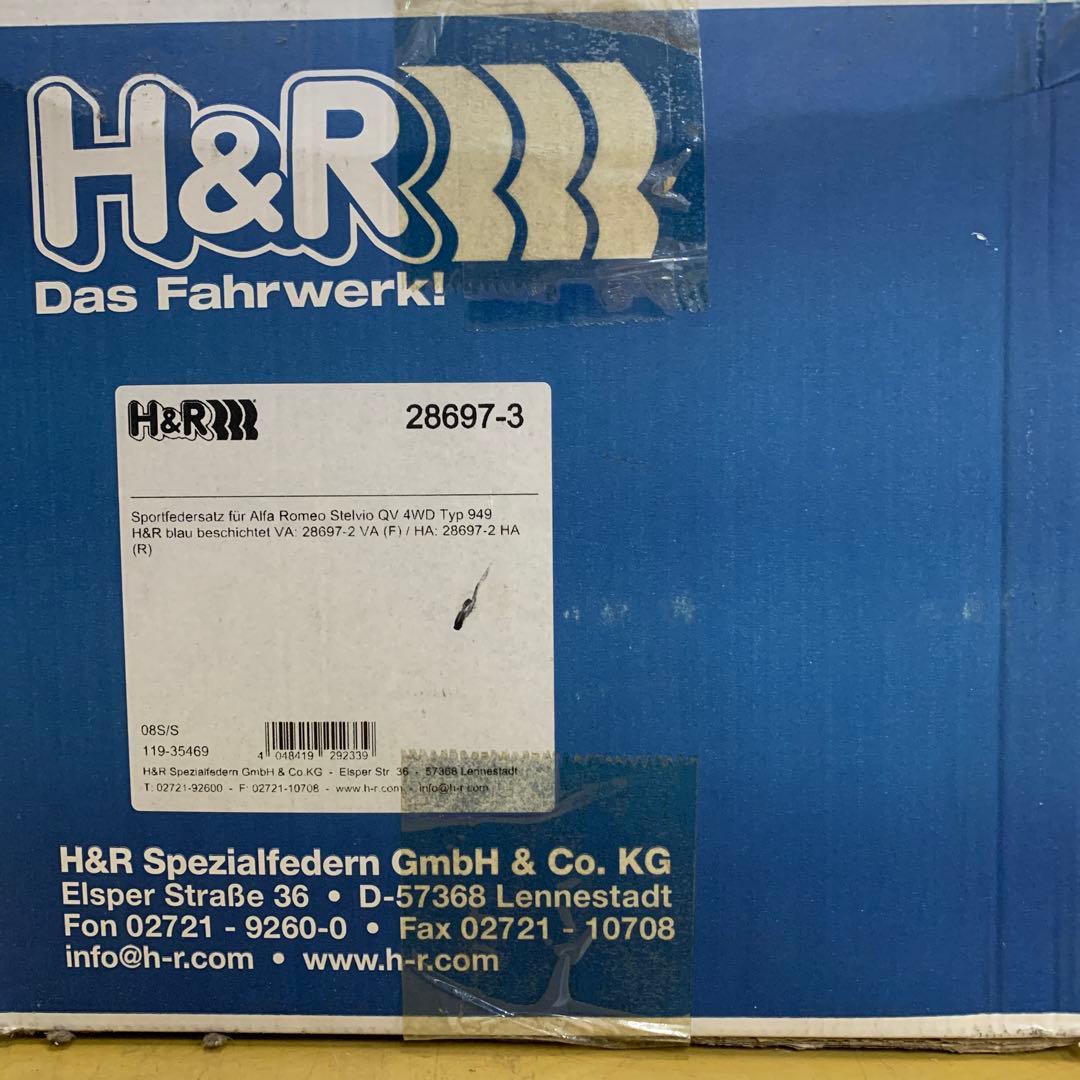 H&R
Das Fahrwerk!
H&R
28697-3
Sportfedersatz für Alfa Romeo Stelvio QV 4WD Typ 949
H&R blau beschichtet VA: 28697-2 VA (F) / HA: 28697-2 HA
(R)
08S/S
119-35469
4 048419 292339
H&R Spezialfedern GmbH & Co.KG - Elsper Str. 36 - 57368 Lennestadt
T: 02721-92600 - F: 02721-10708 - www.h-r.com - info@h-r.com
H&R Spezialfedern GmbH & Co. KG
Elsper Straße 36 • D-57368 Lennestadt
Fon 02721 - 9260-0 • Fax 02721 - 10708
info@h-r.com • www.h-r.com